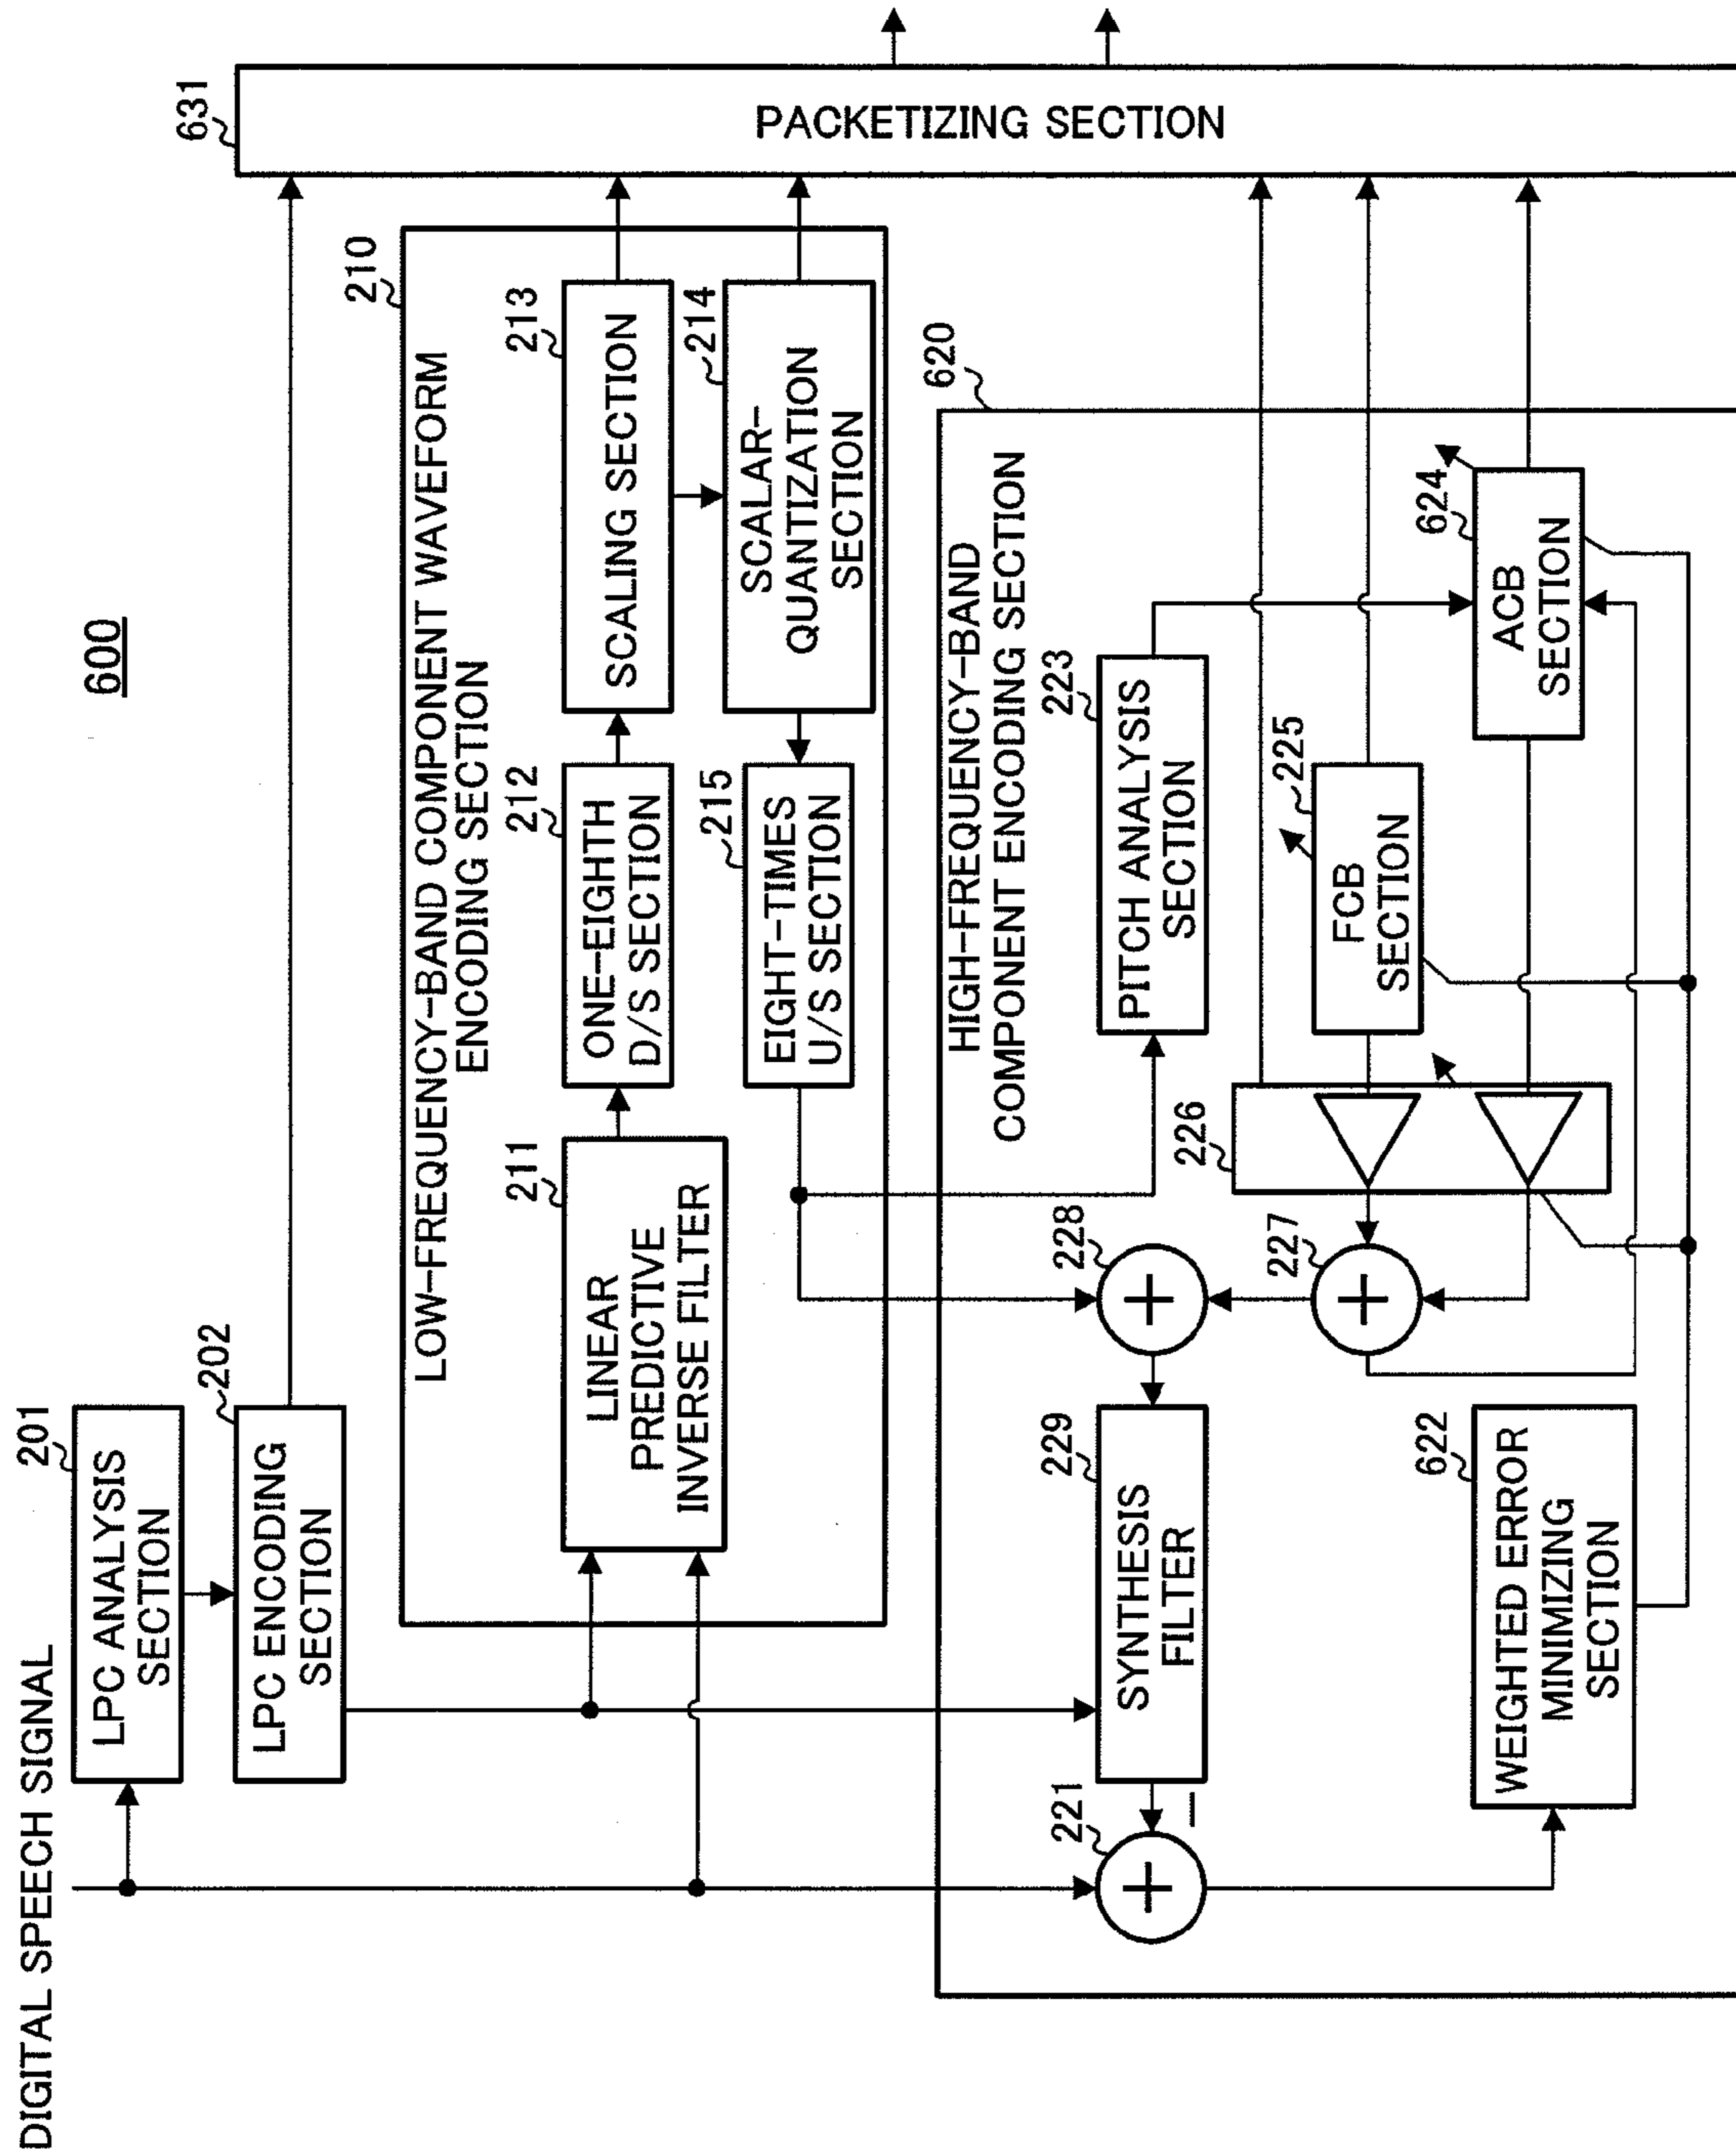 600
DIGITAL SPEECH SIGNAL
201
LPC ANALYSIS
SECTION
202
LPC ENCODING
SECTION
631
PACKETIZING SECTION
210
LOW-FREQUENCY-BAND COMPONENT WAVEFORM
ENCODING SECTION
211
LINEAR
PREDICTIVE
INVERSE FILTER
212
ONE-EIGHTH
D/S SECTION
213
SCALING SECTION
214
SCALAR-
QUANTIZATION
SECTION
215
EIGHT-TIMES
U/S SECTION
620
HIGH-FREQUENCY-BAND
COMPONENT ENCODING SECTION
221
+
−
229
SYNTHESIS
FILTER
228
+
227
+
226
223
PITCH ANALYSIS
SECTION
225
FCB
SECTION
624
ACB
SECTION
622
WEIGHTED ERROR
MINIMIZING
SECTION